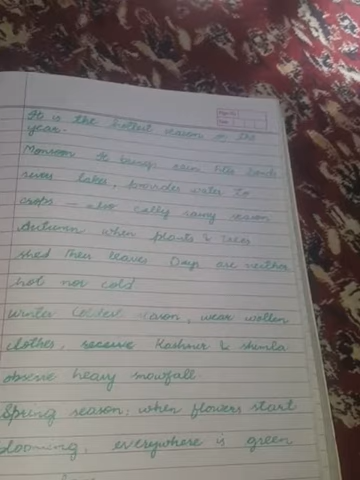 It is the hottest season in the
year.
Monsoon It brings rain fills lands
rivers lakes, provides water to
crops - also called rainy season
Autumn when plants & trees
shed their leaves Days are neither
hot nor cold
Winter Coldest season, wear wollen
clothes, receive Kashmir & shimla
observe heavy snowfall
Spring season: when flowers start
blooming, everywhere is green